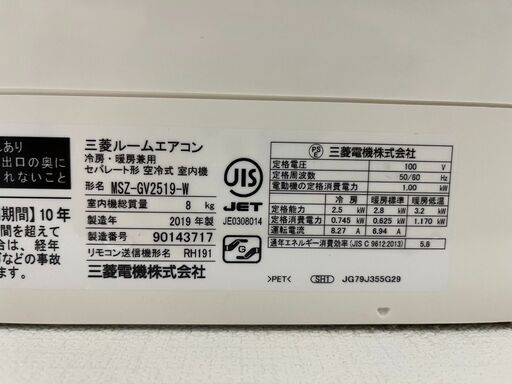 んあり
出口の奥に
れないこと
期間】10年
間を超えて
合は、経年
などの事故
三菱ルームエアコン
冷房・暖房兼用
セパレート形 空冷式 室内機
形名 MSZ-GV2519-W
室内機総質量 8 kg
製造年 2019 年
製造番号 90143717
リモコン送信機形名 RH191
三菱電機株式会社
JIS
JET
JE0308014
G
PS
E
三菱電機株式会社
定格電圧 100 V
定格周波数 50/60 Hz
電動機の定格消費電力 1.00 kW
冷 房 暖房標準 暖房低温
定格能力 2.5 kW 2.8 kW 3.2 kW
定格消費電力 0.745 kW 0.625 kW 1.170 kW
運転電流 8.27 A 6.94 A
通年エネルギー消費効率(JIS C 9612:2013) 5.8
>PET< SH1 JG79J355G29